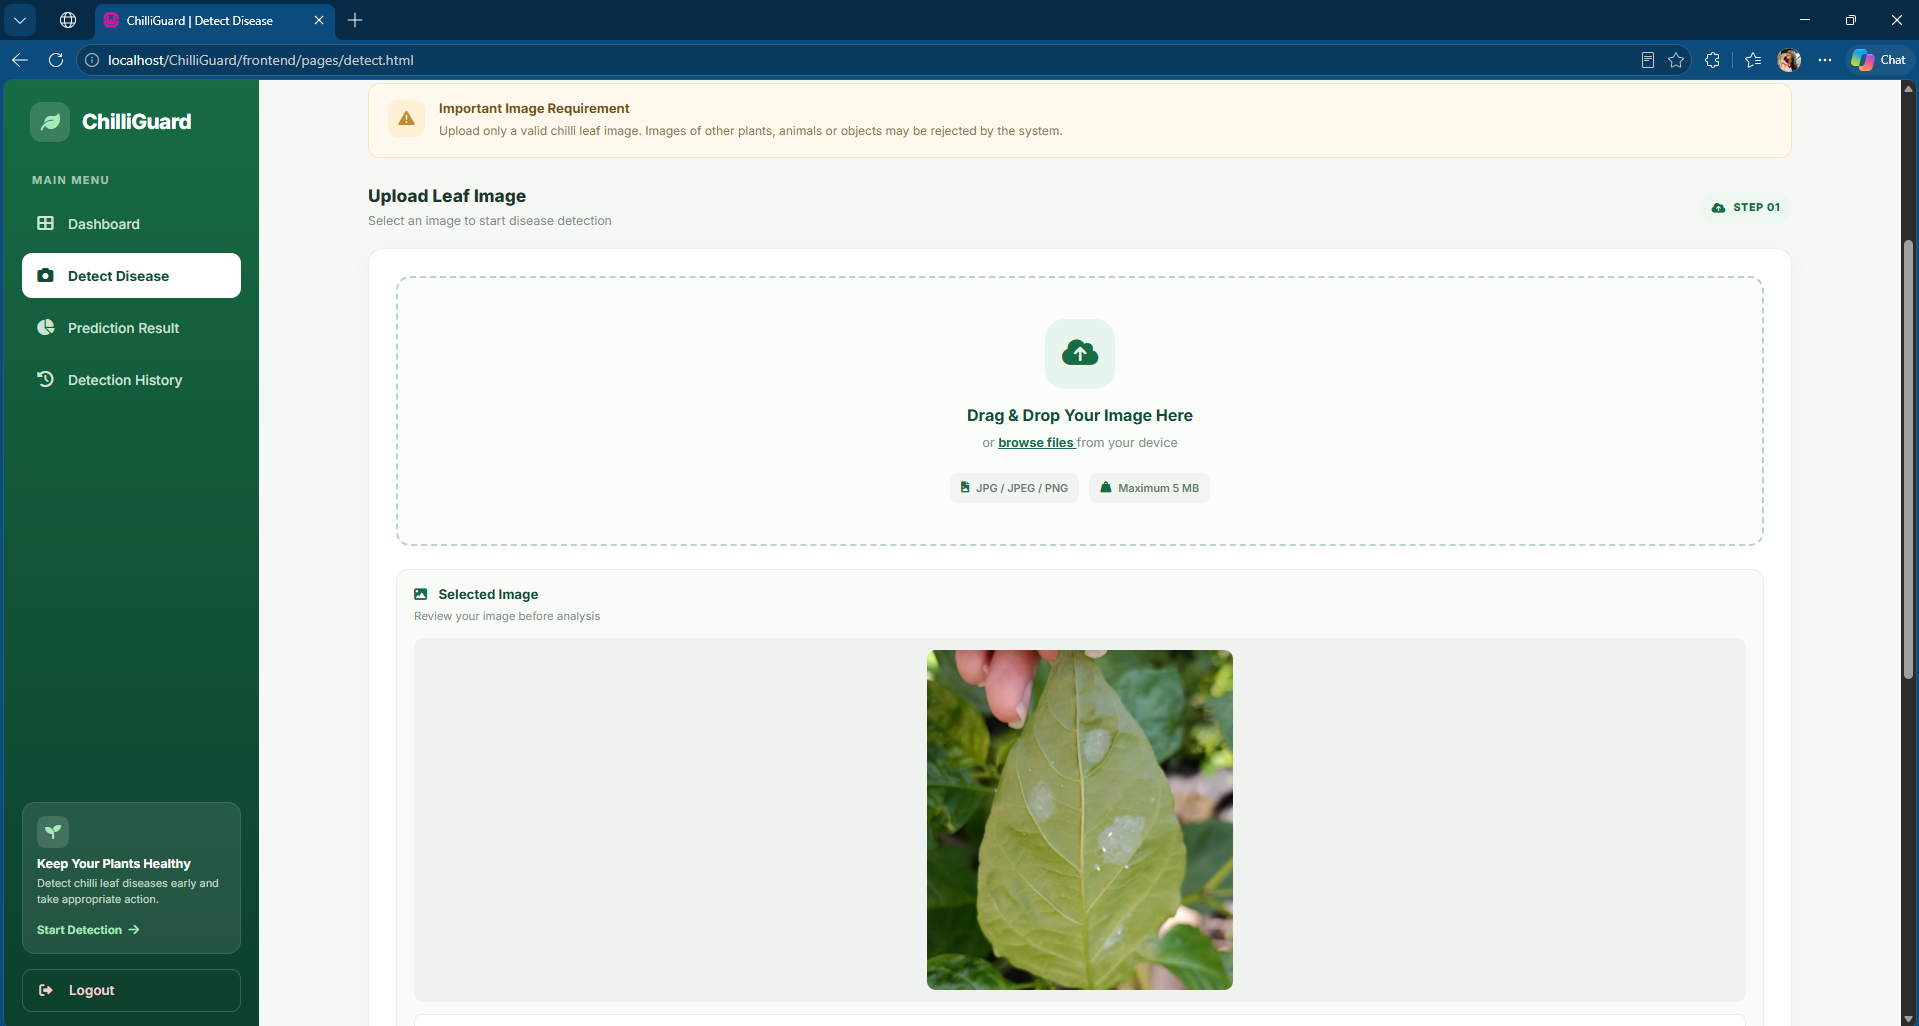 ChilliGuard | Detect Disease
localhost/ChilliGuard/frontend/pages/detect.html
Chat
ChilliGuard
MAIN MENU
Dashboard
Detect Disease
Prediction Result
Detection History
Keep Your Plants Healthy
Detect chilli leaf diseases early and
take appropriate action.
Start Detection →
Logout
Important Image Requirement
Upload only a valid chilli leaf image. Images of other plants, animals or objects may be rejected by the system.
Upload Leaf Image
Select an image to start disease detection
STEP 01
Drag & Drop Your Image Here
or browse files from your device
JPG / JPEG / PNG
Maximum 5 MB
Selected Image
Review your image before analysis